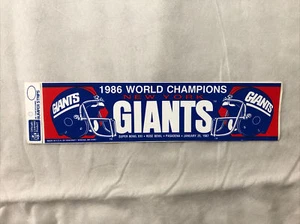 1986 WORLD CHAMPIONS
NEW YORK
GIANTS
GIANTS
GIANTS
SUPER BOWL XXI • ROSE BOWL • PASADENA • JANUARY 25, 1987